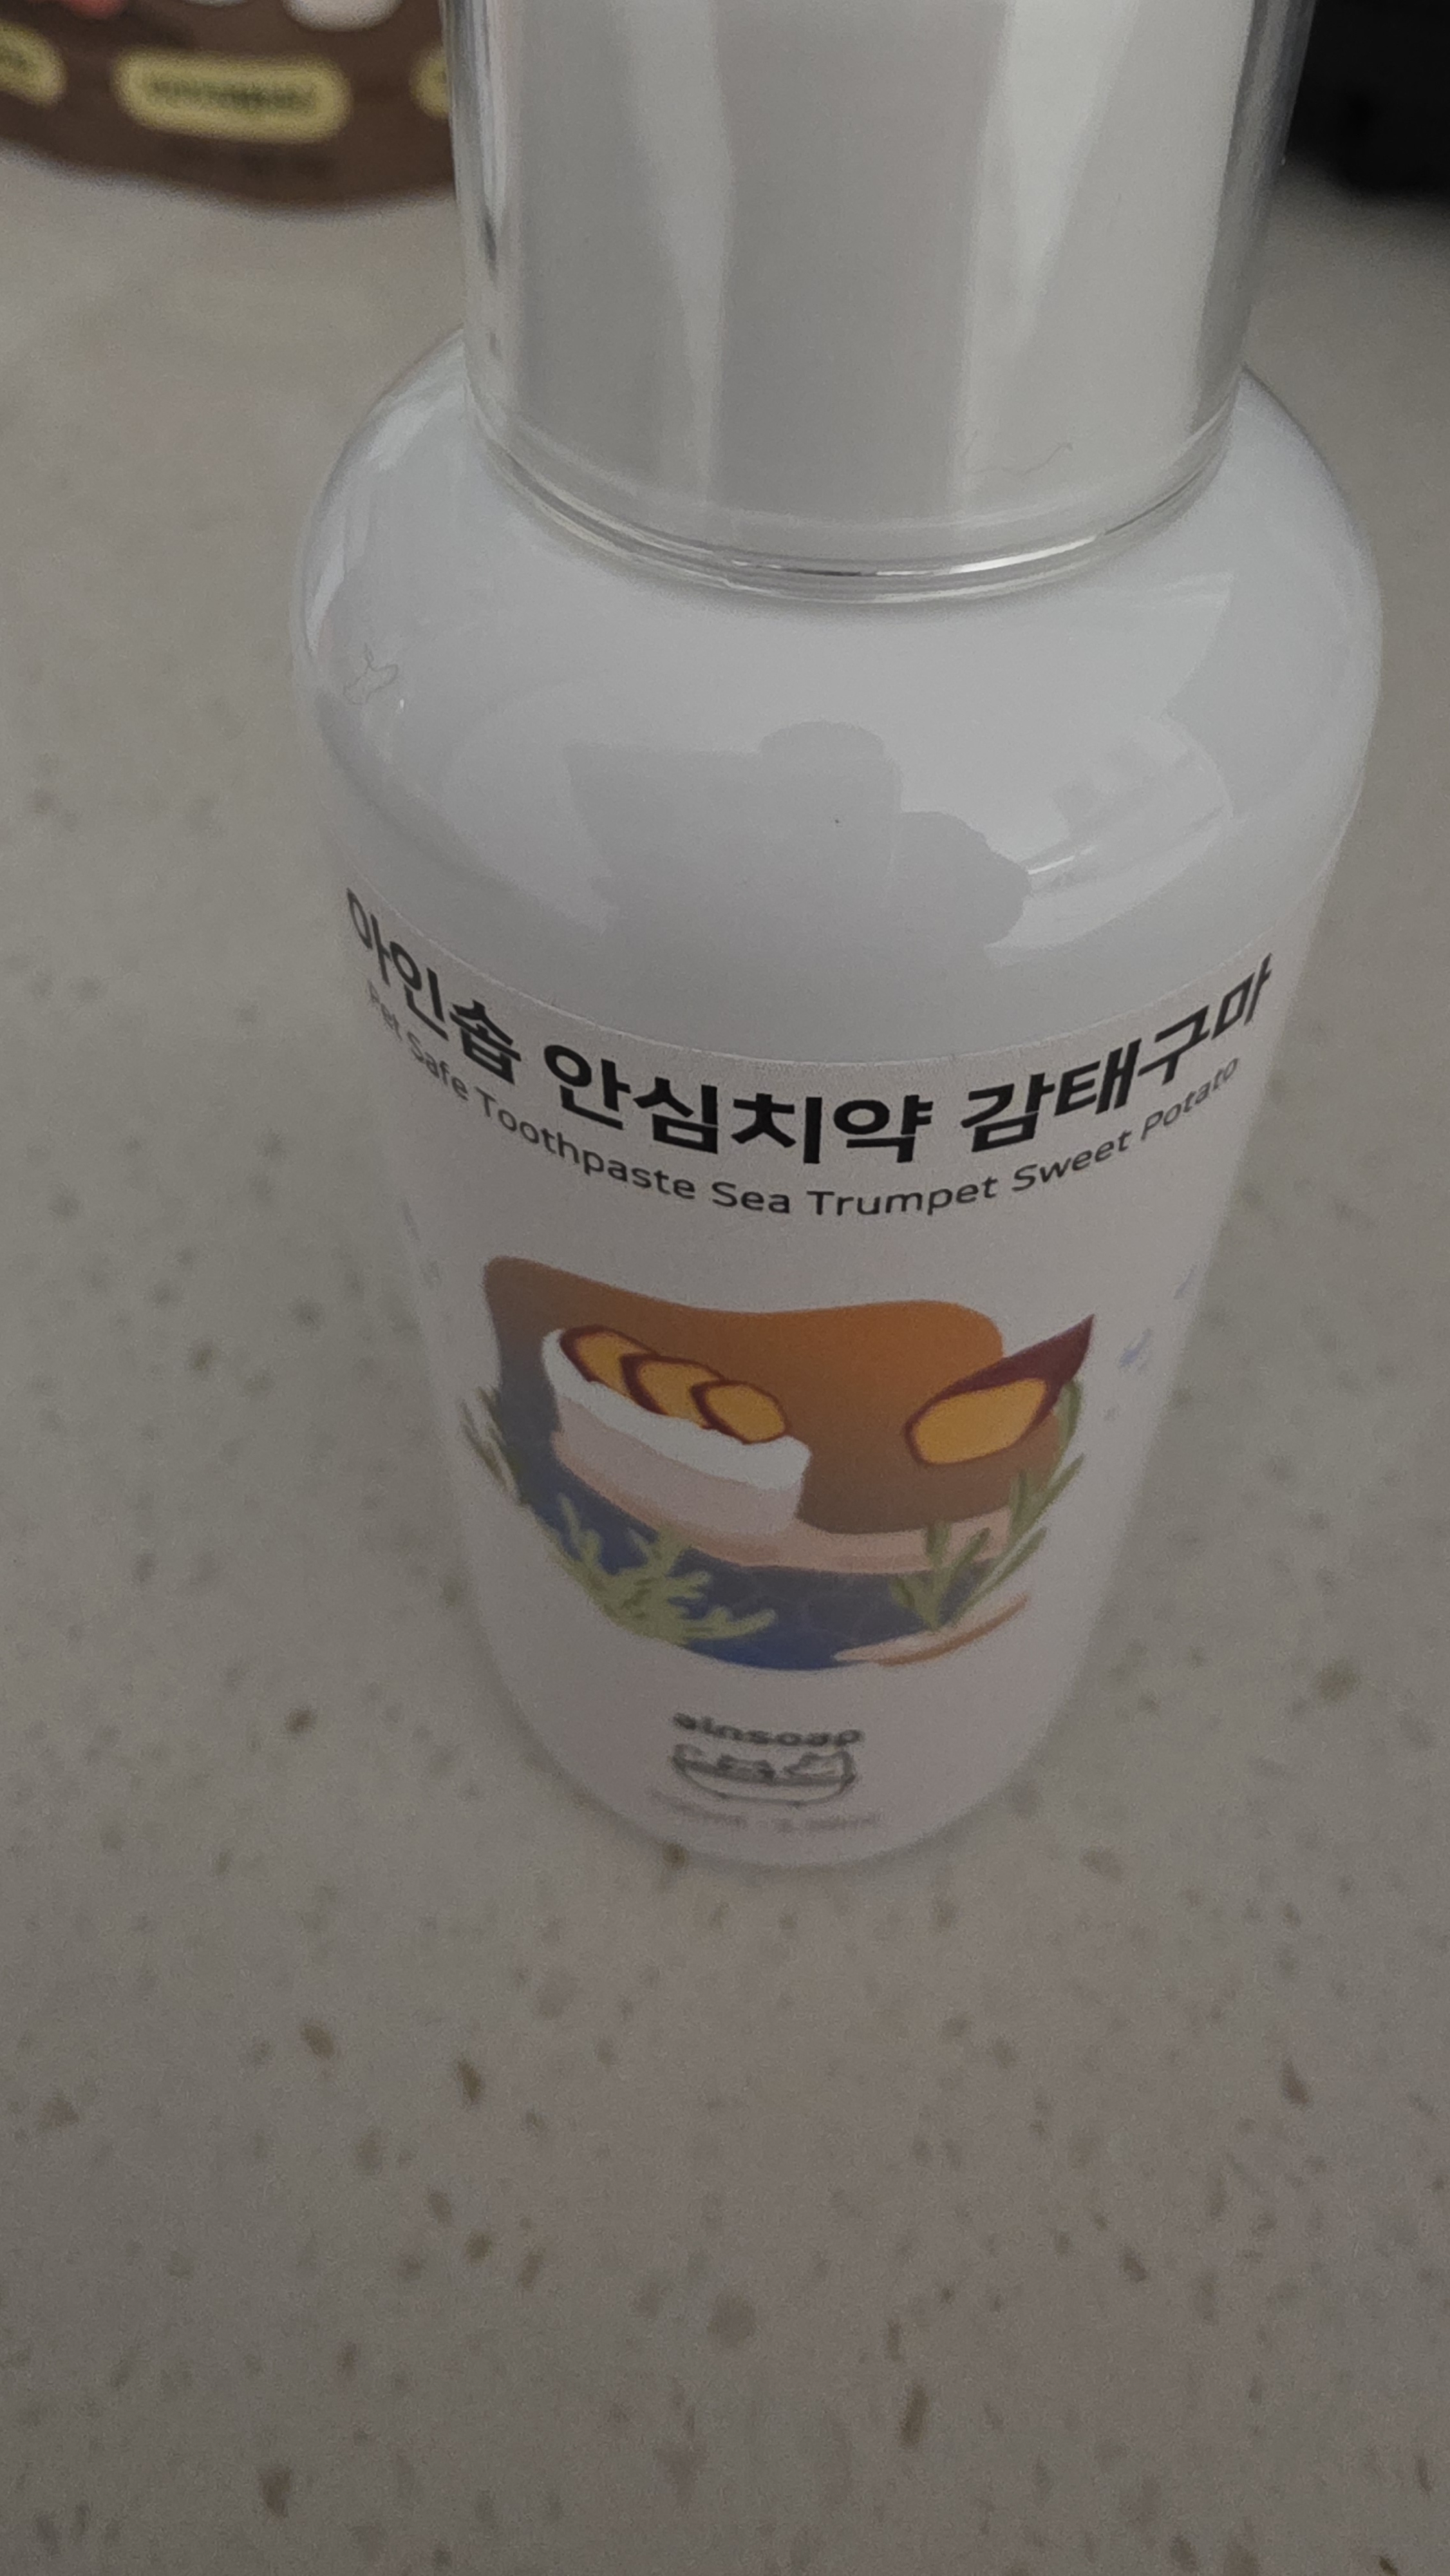 아인솝 안심치약 감태구마
Pet Safe Toothpaste Sea Trumpet Sweet Potato
ainsoap